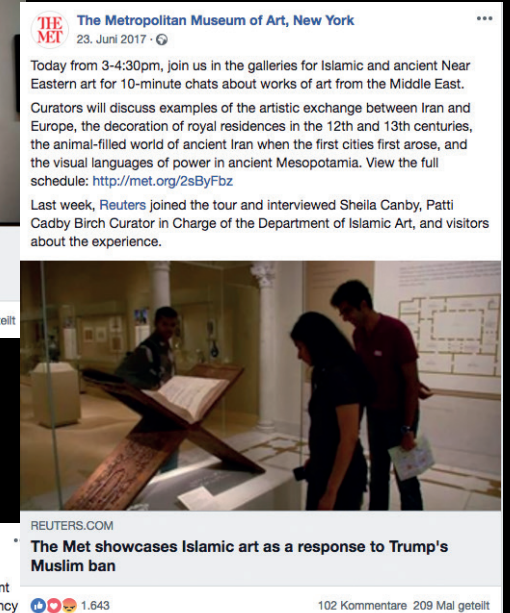 THE
MET
The Metropolitan Museum of Art, New York
23. Juni 2017 ·
Today from 3-4:30pm, join us in the galleries for Islamic and ancient Near
Eastern art for 10-minute chats about works of art from the Middle East.
Curators will discuss examples of the artistic exchange between Iran and
Europe, the decoration of royal residences in the 12th and 13th centuries,
the animal-filled world of ancient Iran when the first cities first arose, and
the visual languages of power in ancient Mesopotamia. View the full
schedule: http://met.org/2sByFbz
Last week, Reuters joined the tour and interviewed Sheila Canby, Patti
Cadby Birch Curator in Charge of the Department of Islamic Art, and visitors
about the experience.
eilt
REUTERS.COM
The Met showcases Islamic art as a response to Trump's
Muslim ban
nt
ncy
1.643
102 Kommentare 209 Mal geteilt